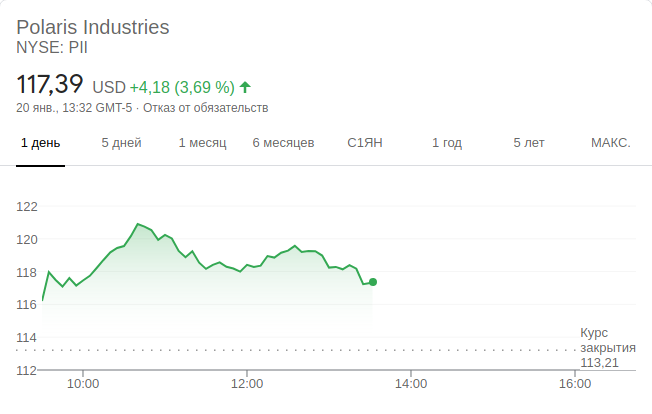 Polaris Industries
NYSE: PII
117,39 USD +4,18 (3,69 %)
20 янв., 13:32 GMT-5 · Отказ от обязательств
1 день 5 дней 1 месяц 6 месяцев С1ЯН 1 год 5 лет МАКС.
122
120
118
116
114
Курс
закрытия
113,21
112
10:00 12:00 14:00 16:00